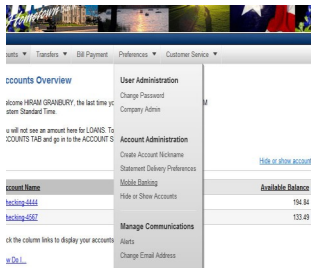 Hometown
ounts ▼ Transfers ▼ Bill Payment Preferences ▼ Customer Service ▼
ccounts Overview
elcome HIRAM GRANBURY, the last time yo
M
stern Standard Time.
u will not see an amount here for LOANS. To
CCOUNTS TAB and go in to the ACCOUNT S
User Administration
Change Password
Company Admin
Account Administration
Create Account Nickname
Statement Delivery Preferences
Mobile Banking
Hide or Show Accounts
Manage Communications
Alerts
Change Email Address
Hide or show account
ccount Name Available Balance
hecking-4444 194.84
hecking-4567 133.49
ick the column links to display your accounts
w Do I...